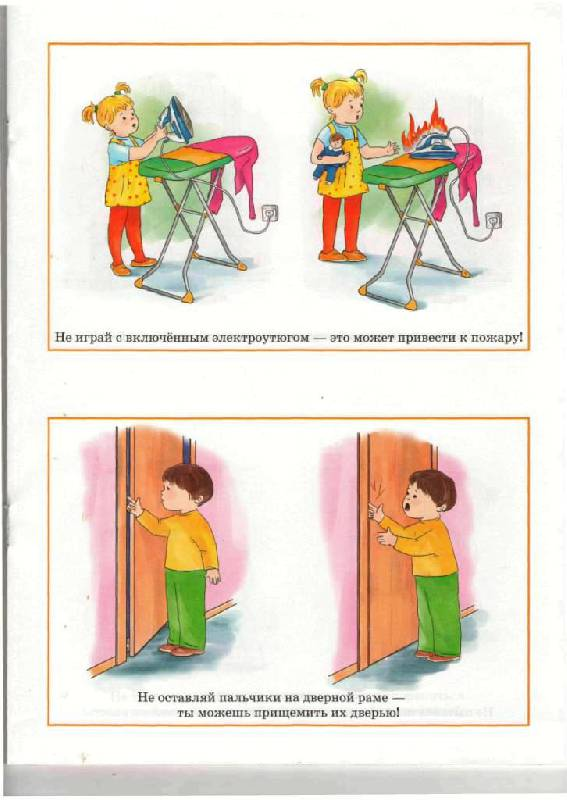 Не играй с включённым электроутюгом — это может привести к пожару!
Не оставляй пальчики на дверной раме —
ты можешь прищемить их дверью!